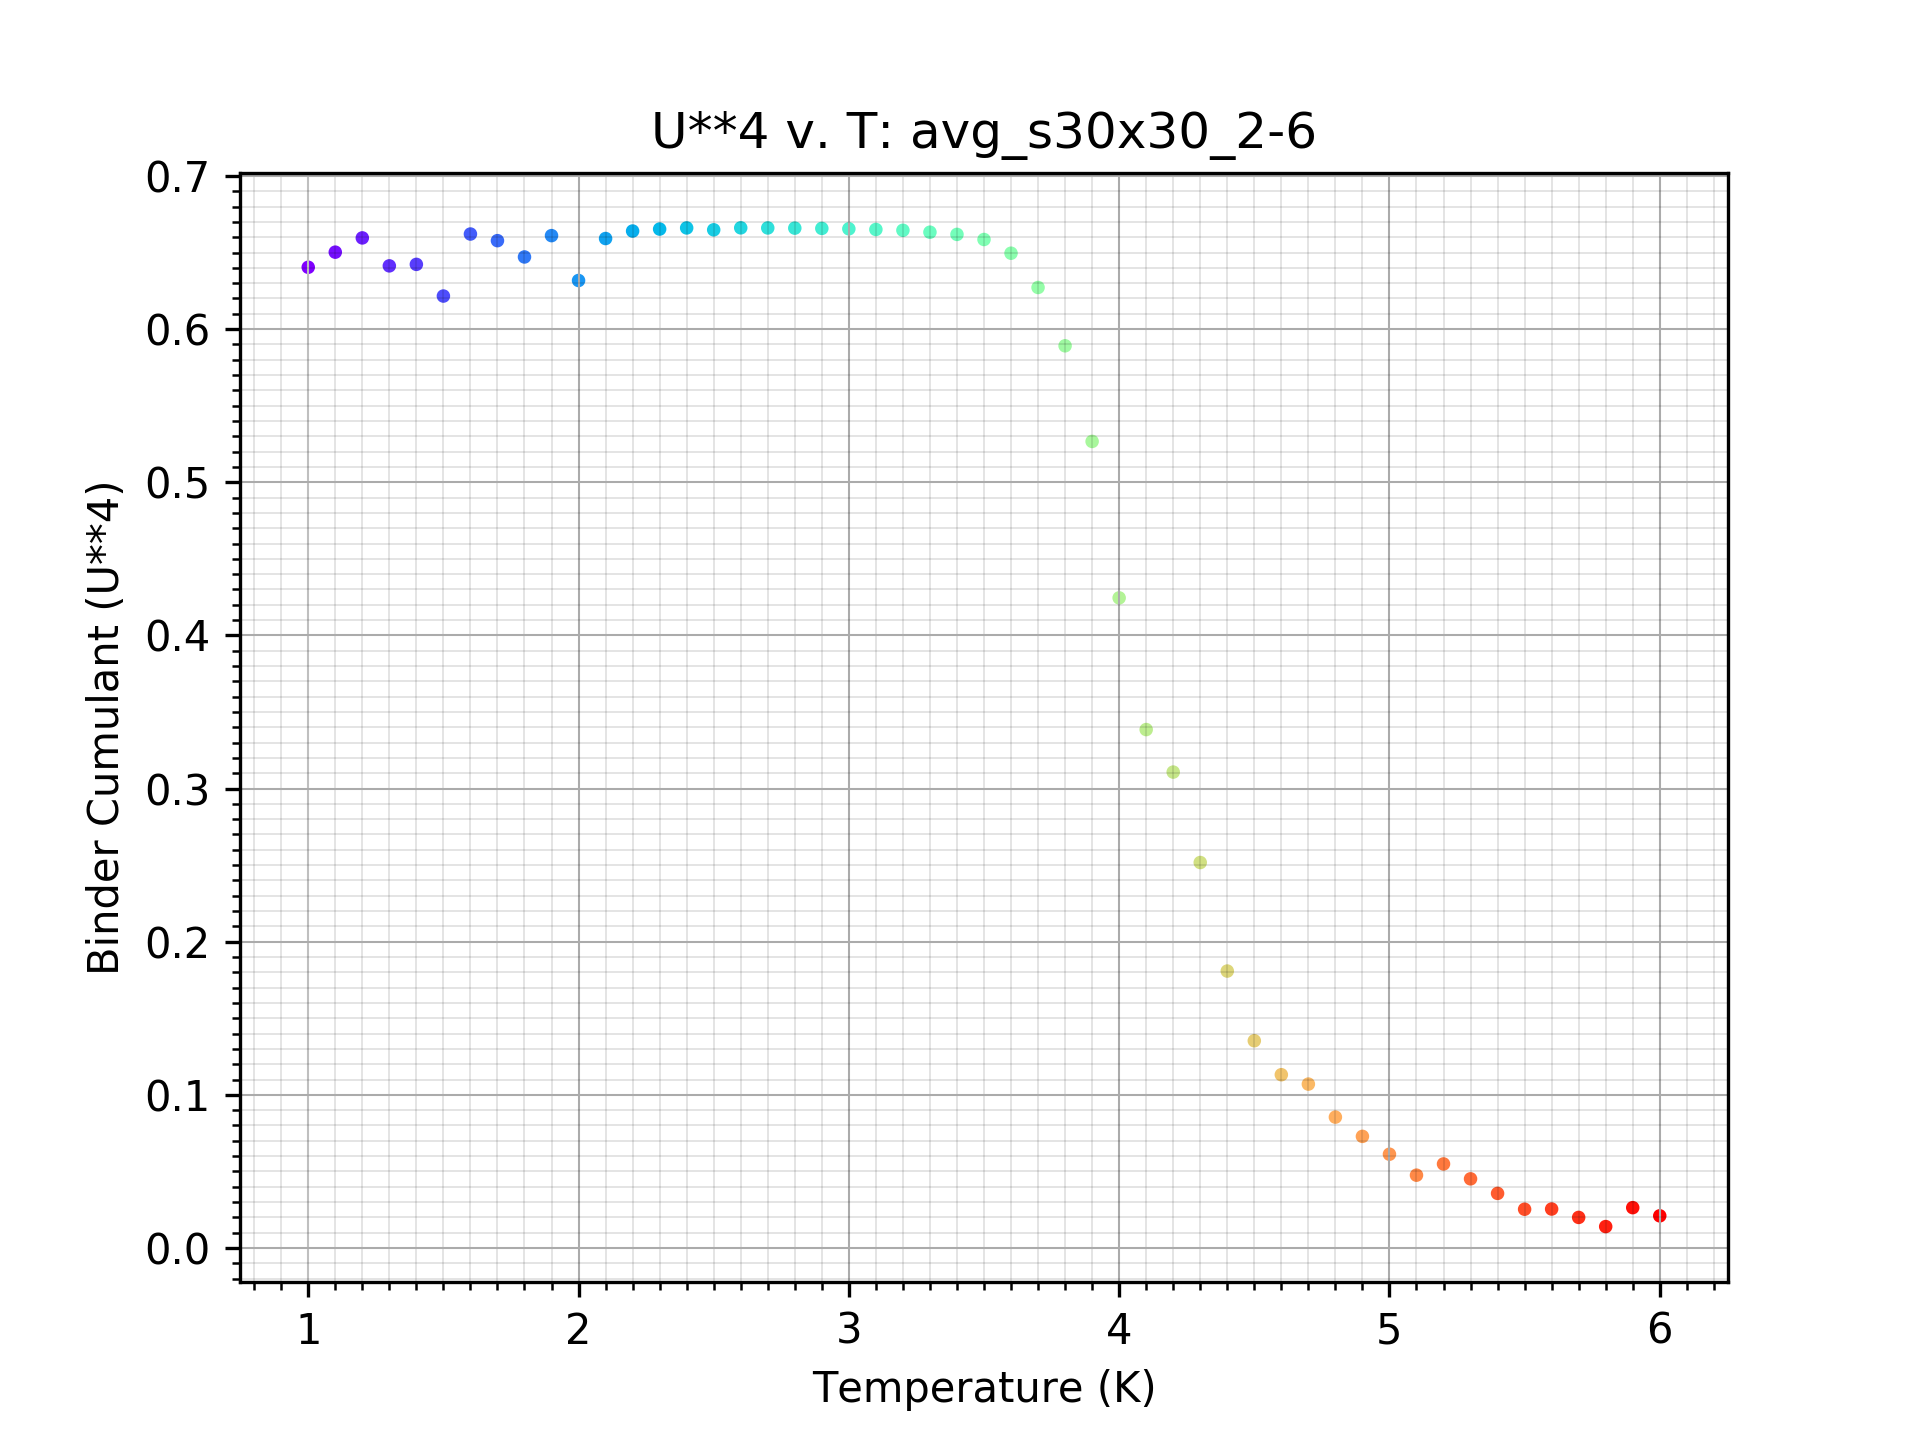 U**4 v. T: avg_s30x30_2-6
0.7
0.6
0.5
0.4
0.3
0.2
0.1
0.0
Binder Cumulant (U**4)
1 2 3 4 5 6
Temperature (K)